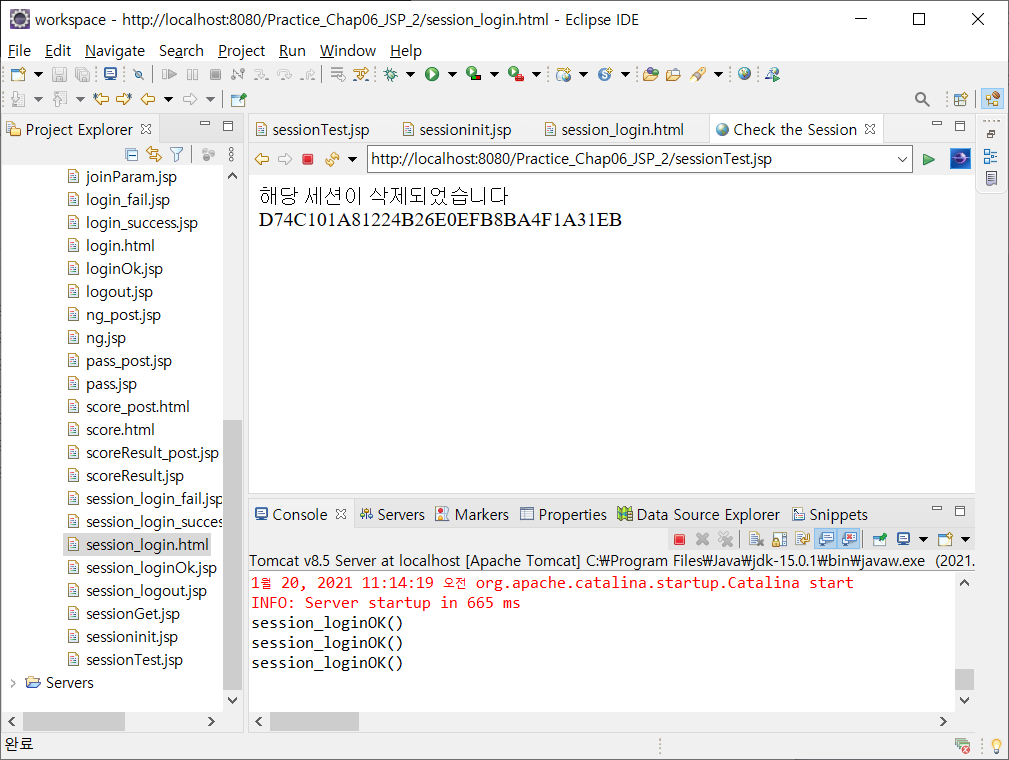 workspace - http://localhost:8080/Practice_Chap06_JSP_2/session_login.html - Eclipse IDE
File Edit Navigate Search Project Run Window Help
Project Explorer
joinParam.jsp
login_fail.jsp
login_success.jsp
login.html
loginOk.jsp
logout.jsp
ng_post.jsp
ng.jsp
pass_post.jsp
pass.jsp
score_post.html
score.html
scoreResult_post.jsp
scoreResult.jsp
session_login_fail.jsp
session_login_succes
session_login.html
session_loginOk.jsp
session_logout.jsp
sessionGet.jsp
sessioninit.jsp
sessionTest.jsp
Servers
sessionTest.jsp sessioninit.jsp session_login.html Check the Session
http://localhost:8080/Practice_Chap06_JSP_2/sessionTest.jsp
해당 세션이 삭제되었습니다
D74C101A81224B26E0EFB8BA4F1A31EB
Console Servers Markers Properties Data Source Explorer Snippets
Tomcat v8.5 Server at localhost [Apache Tomcat] C:₩Program Files₩Java₩jdk-15.0.1₩bin₩javaw.exe (2021.
1월 20, 2021 11:14:19 오전 org.apache.catalina.startup.Catalina start
INFO: Server startup in 665 ms
session_loginOK()
session_loginOK()
session_loginOK()
완료